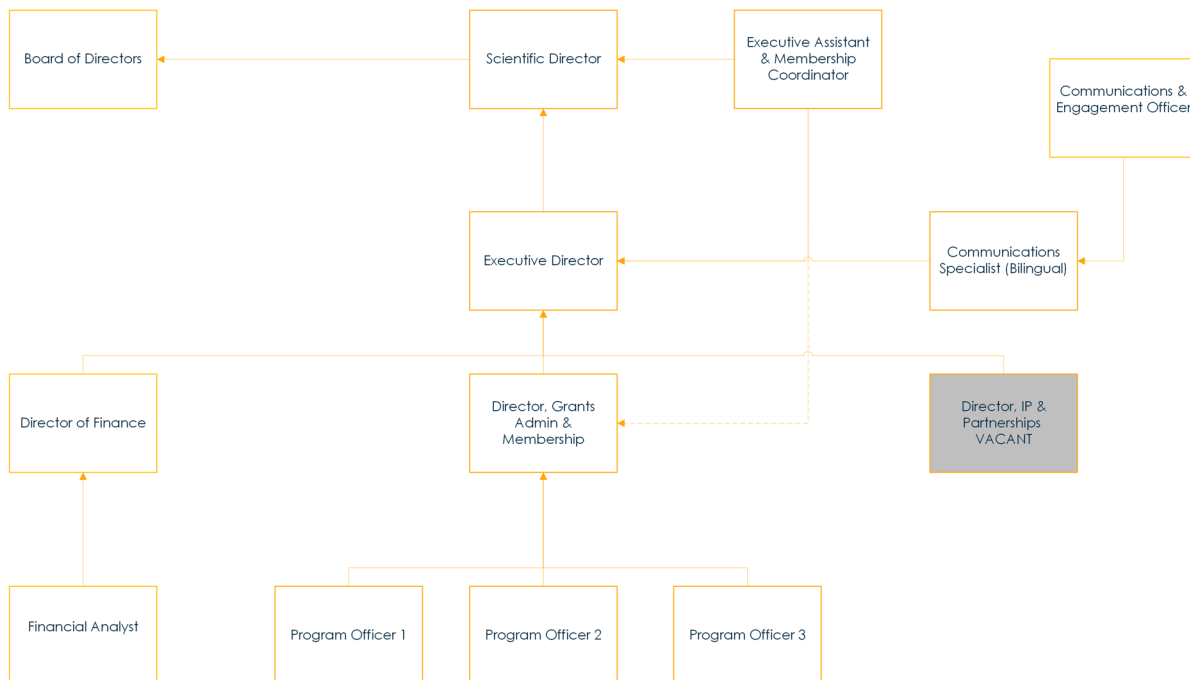 Board of Directors
Scientific Director
Executive Assistant
& Membership
Coordinator
Communications &
Engagement Officer
Executive Director
Communications
Specialist (Bilingual)
Director of Finance
Director, Grants
Admin &
Membership
Director, IP &
Partnerships
VACANT
Financial Analyst
Program Officer 1
Program Officer 2
Program Officer 3